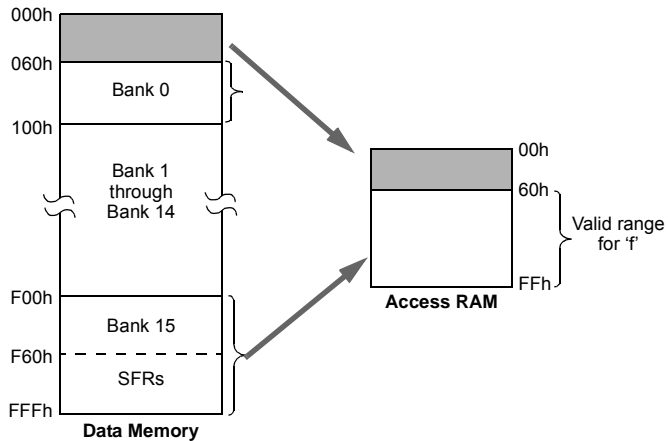 000h
060h
Bank 0
100h
Bank 1
through
Bank 14
F00h
Bank 15
F60h
SFRs
FFFh
Data Memory
00h
60h
Valid range
for ‘f’
FFh
Access RAM